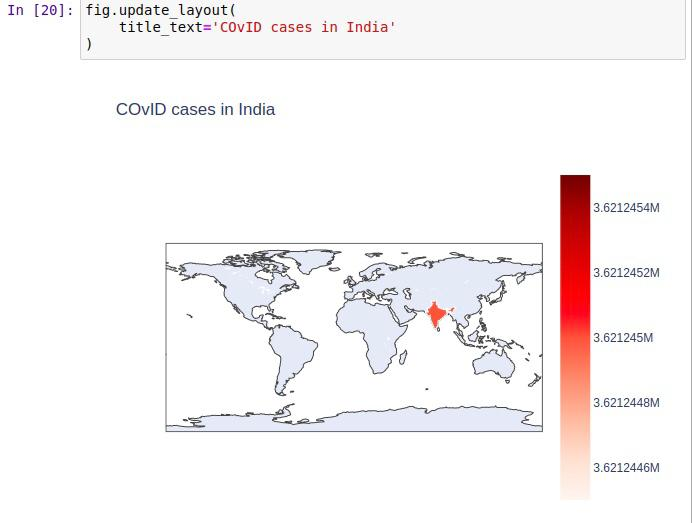 In [20]: fig.update_layout(
title_text='COvID cases in India'
)
COvID cases in India
3.6212454M
3.6212452M
3.621245M
3.6212448M
3.6212446M